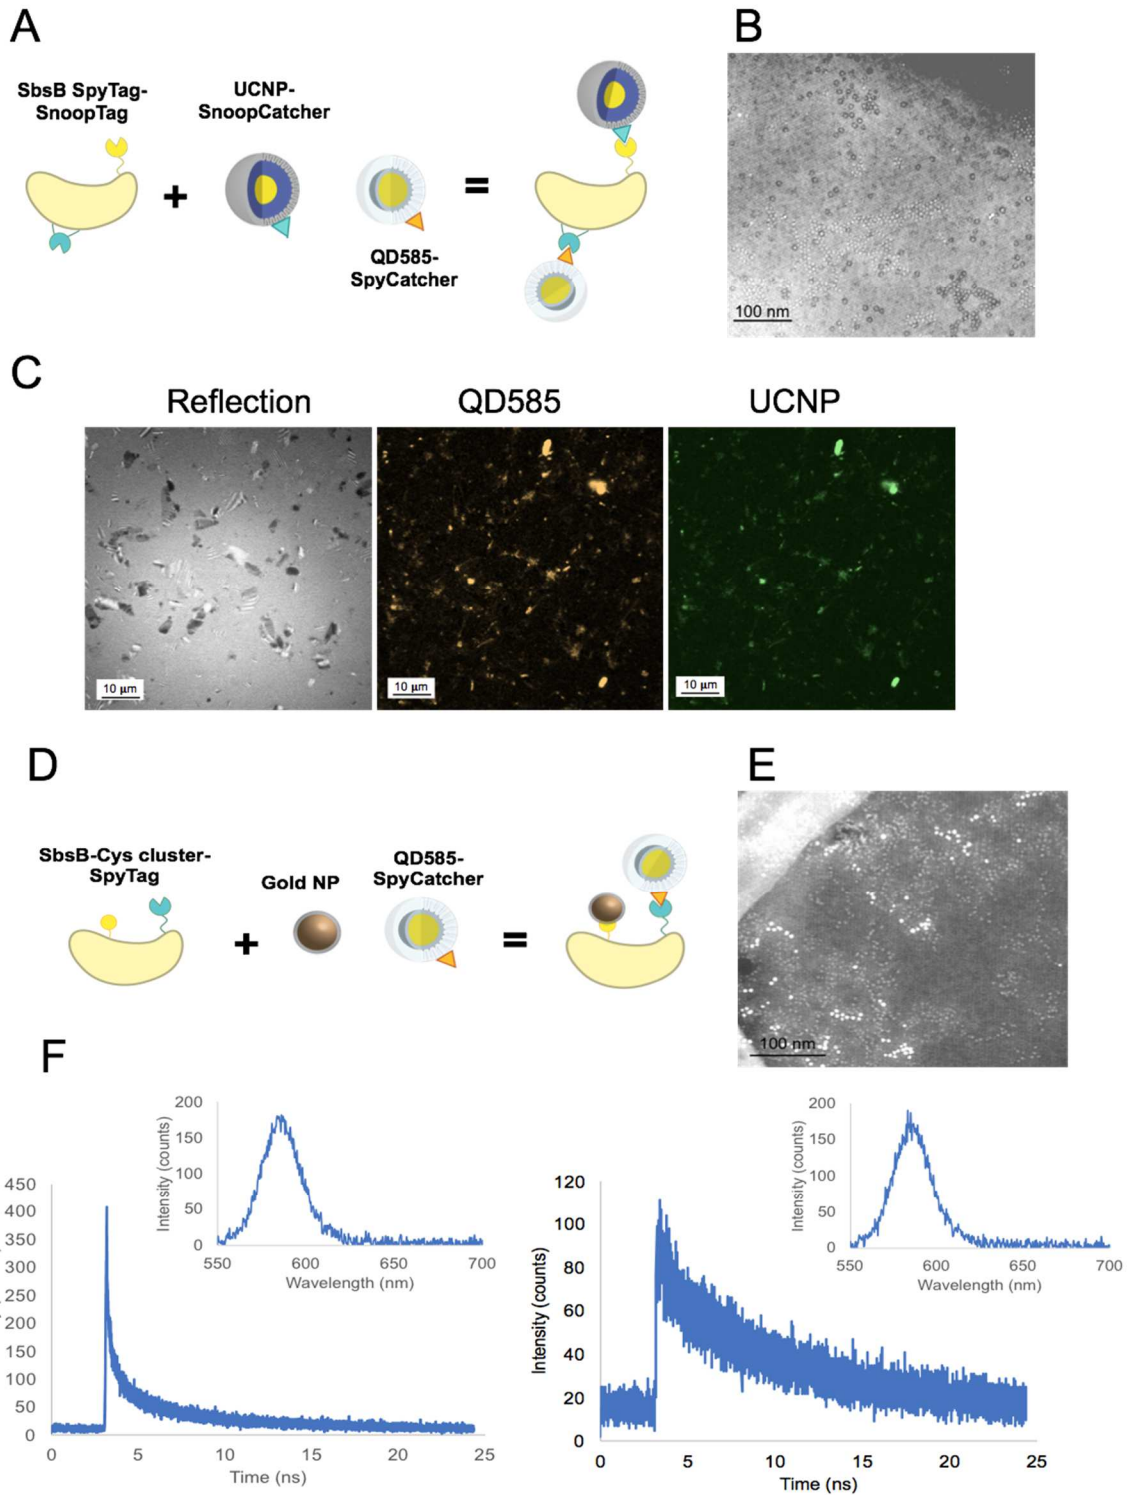 A
B
SbsB SpyTag-
SnoopTag
UCNP-
SnoopCatcher
+
=
QD585-
SpyCatcher
100 nm
C
Reflection
QD585
UCNP
10 µm
10 µm
10 µm
D
E
SbsB-Cys cluster-
SpyTag
Gold NP
QD585-
SpyCatcher
+
=
100 nm
F
Intensity (counts)
200
150
100
50
0
550
600
650
700
Wavelength (nm)
450
400
350
300
250
200
150
100
50
0
0
5
10
15
20
25
Time (ns)
Intensity (counts)
200
150
100
50
0
550
600
650
700
Wavelength (nm)
Intensity (counts)
120
100
80
60
40
20
0
0
5
10
15
20
25
Time (ns)